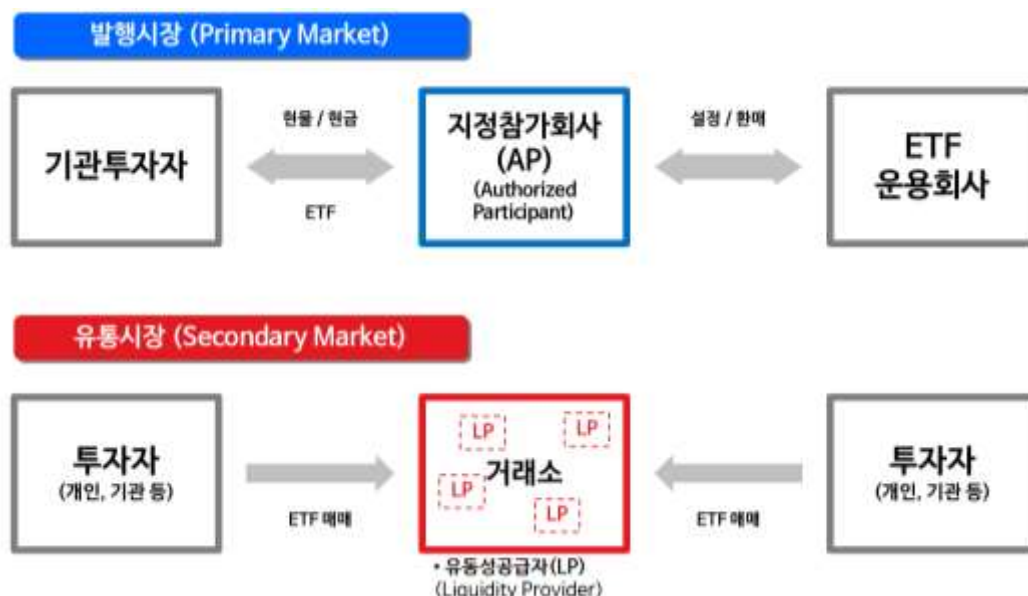 발행시장 (Primary Market)
기관투자자
현물 / 현금
ETF
지정참가회사
(AP)
(Authorized
Participant)
설정 / 환매
ETF
운용회사
유통시장 (Secondary Market)
투자자
(개인, 기관 등)
ETF 매매
LP
LP
거래소
LP
LP
• 유동성공급자(LP)
(Liquidity Provider)
ETF 매매
투자자
(개인, 기관 등)